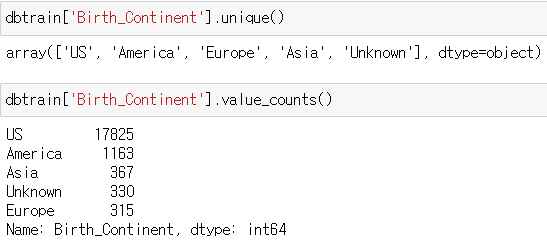 dbtrain['Birth_Continent'].unique()
array(['US', 'America', 'Europe', 'Asia', 'Unknown'], dtype=object)
dbtrain['Birth_Continent'].value_counts()
US 17825
America 1163
Asia 367
Unknown 330
Europe 315
Name: Birth_Continent, dtype: int64